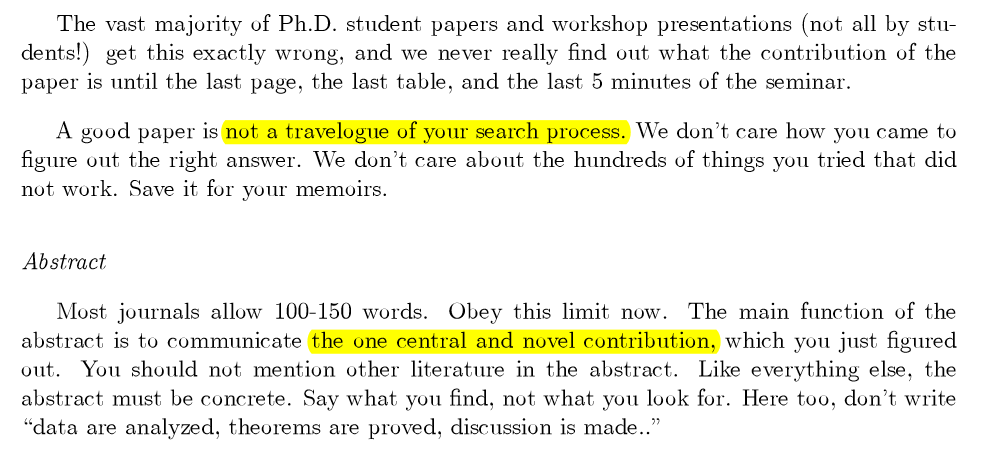 The vast majority of Ph.D. student papers and workshop presentations (not all by stu-
dents!) get this exactly wrong, and we never really find out what the contribution of the
paper is until the last page, the last table, and the last 5 minutes of the seminar.
A good paper is not a travelogue of your search process. We don't care how you came to
figure out the right answer. We don't care about the hundreds of things you tried that did
not work. Save it for your memoirs.
Abstract
Most journals allow 100-150 words. Obey this limit now. The main function of the
abstract is to communicate the one central and novel contribution, which you just figured
out. You should not mention other literature in the abstract. Like everything else, the
abstract must be concrete. Say what you find, not what you look for. Here too, don't write
“data are analyzed, theorems are proved, discussion is made..”